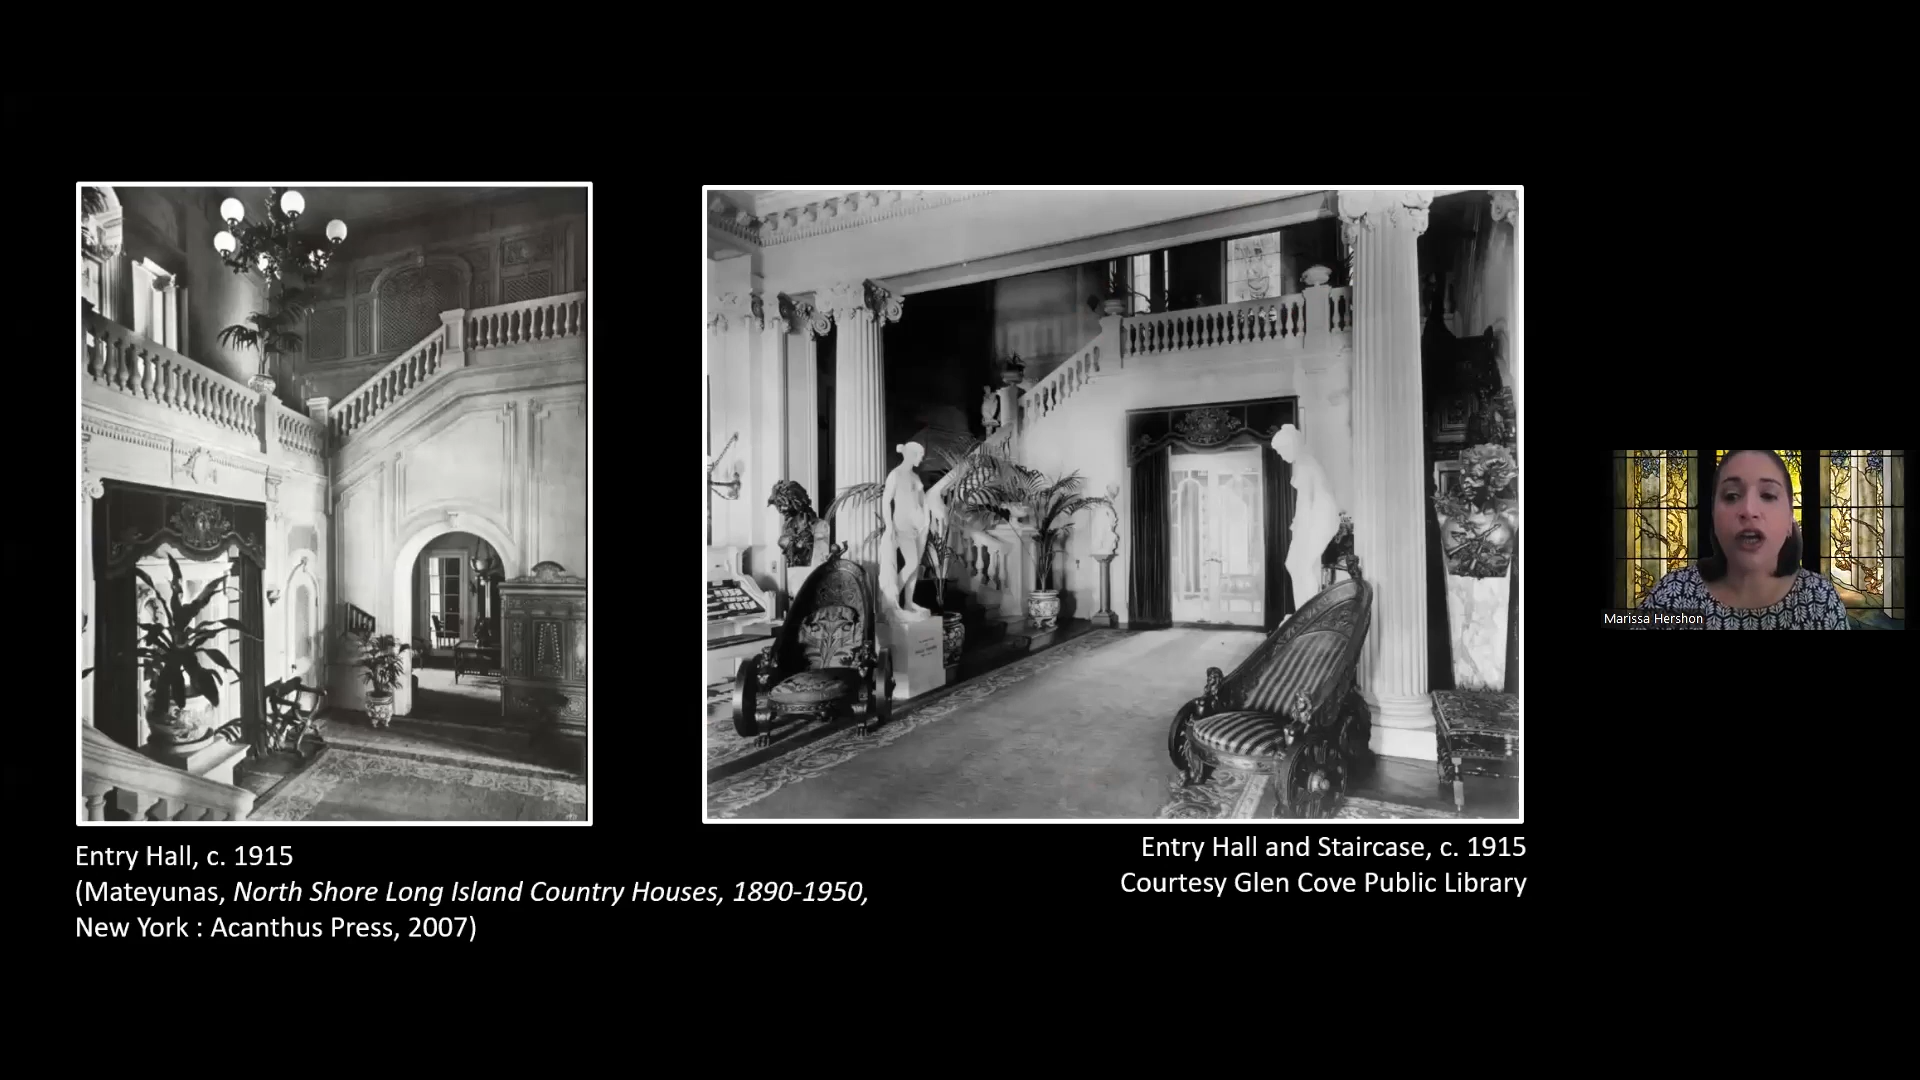 Entry Hall, c. 1915
(Mateyunas, North Shore Long Island Country Houses, 1890-1950,
New York : Acanthus Press, 2007)
Entry Hall and Staircase, c. 1915
Courtesy Glen Cove Public Library
Marissa Hershon